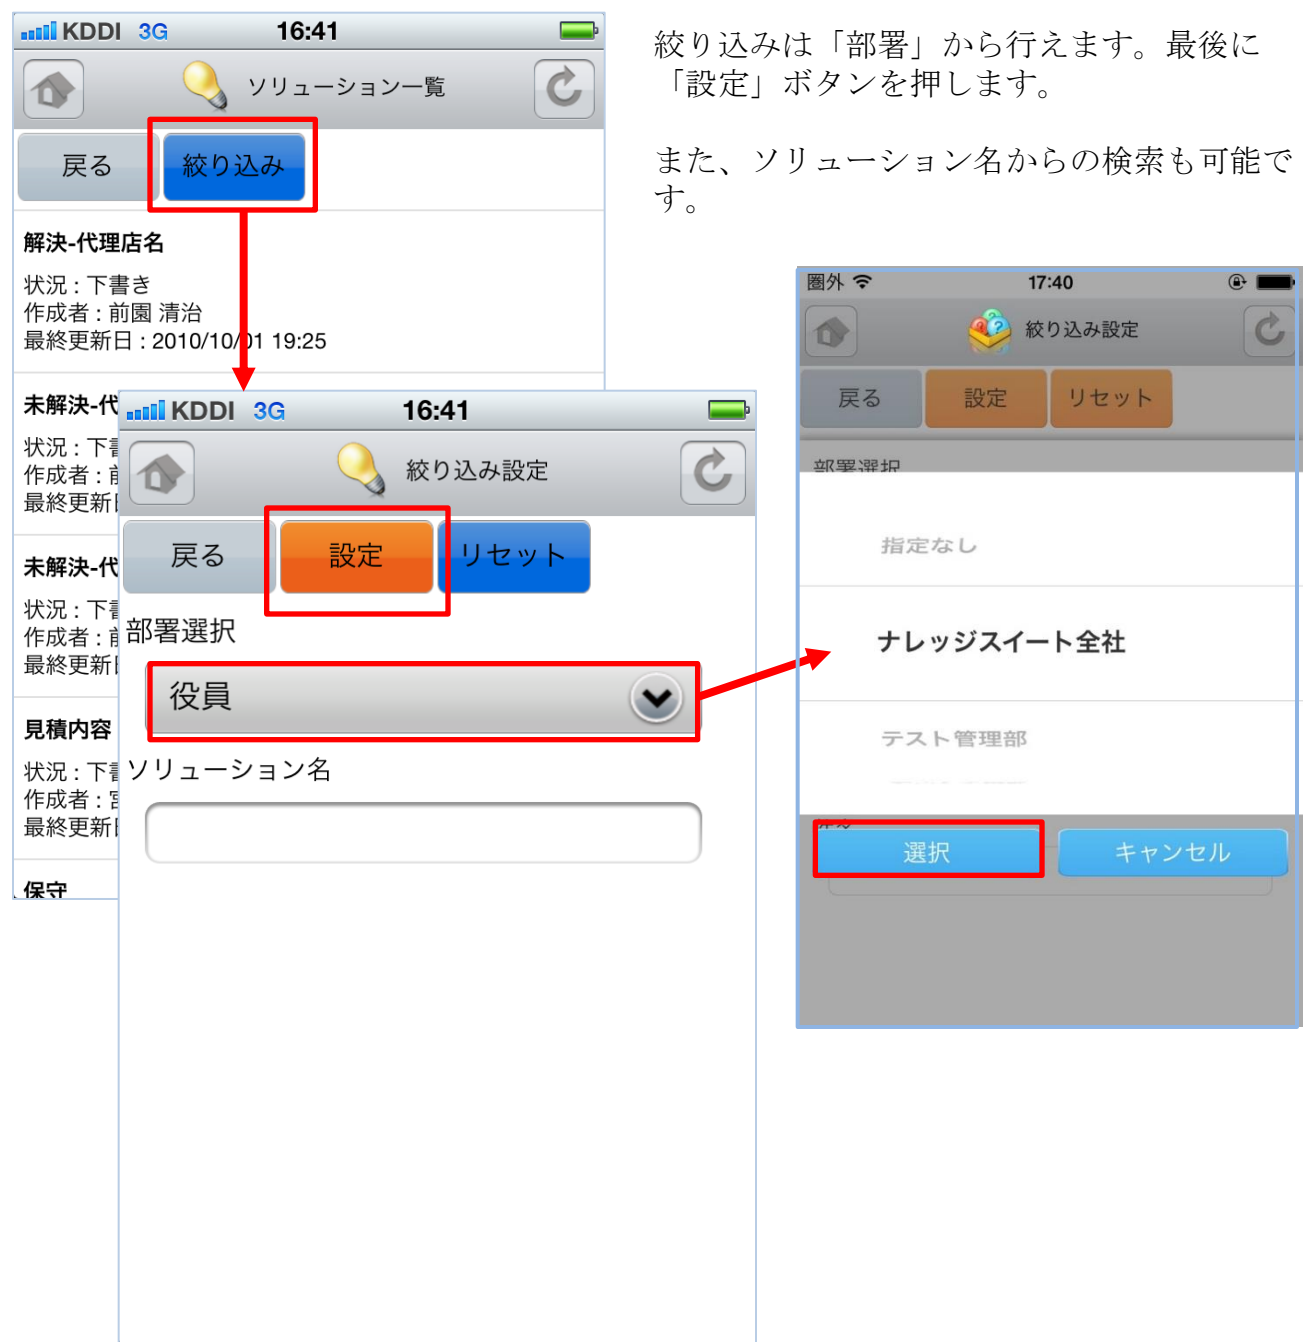 KDDI 3G 16:41
ソリューション一覧
戻る 絞り込み
解決-代理店名
状況 : 下書き
作成者 : 前園 清治
最終更新日 : 2010/10/01 19:25
未解決-代
状況 : 下
作成者 :
最終更新
未解決-代
状況 : 下
作成者 :
最終更新
見積内容
状況 : 下
作成者 :
最終更新
保守
KDDI 3G 16:41
絞り込み設定
戻る 設定 リセット
部署選択
役員
ソリューション名
絞り込みは「部署」から行えます。最後に
「設定」ボタンを押します。
また、ソリューション名からの検索も可能で
す。
圏外 17:40
絞り込み設定
戻る 設定 リセット
部署選択
指定なし
ナレッジスイート全社
テスト管理部
選択 キャンセル